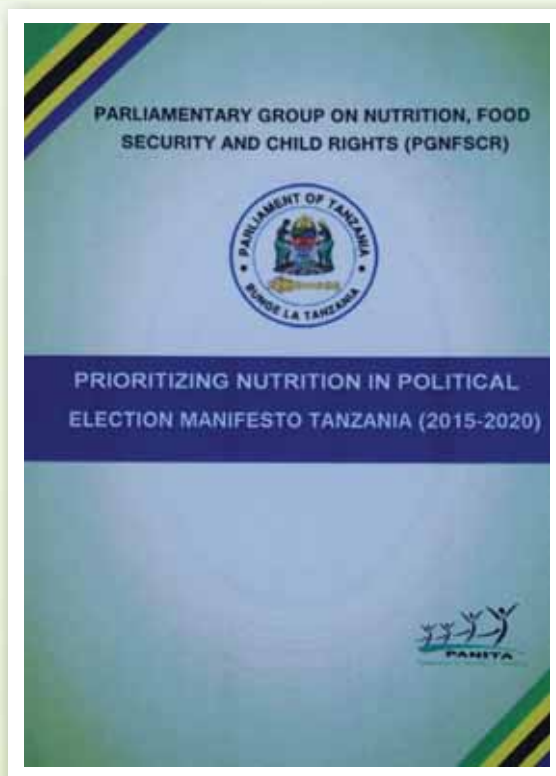 PARLIAMENTARY GROUP ON NUTRITION, FOOD
SECURITY AND CHILD RIGHTS (PGNFSCR)
PARLIAMENT OF TANZANIA
BUNGE LA TANZANIA
PRIORITIZING NUTRITION IN POLITICAL
ELECTION MANIFESTO TANZANIA (2015-2020)
PANITA